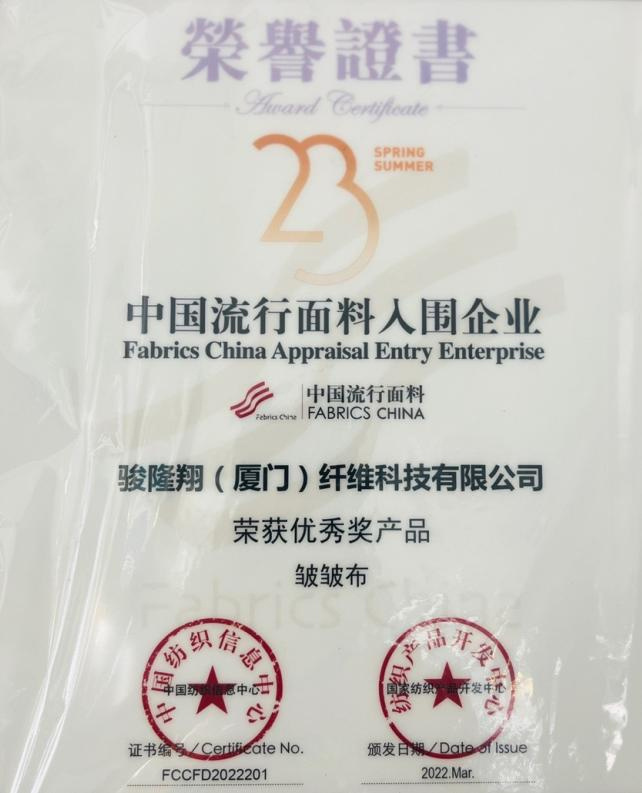 榮譽證書
Award Certificate
23
SPRING
SUMMER
中国流行面料入围企业
Fabrics China Appraisal Entry Enterprise
Fabrics China
中国流行面料
FABRICS CHINA
骏隆翔（厦门）纤维科技有限公司
荣获优秀奖产品
皱皱布
Fabrics China
中国纺织信息中心
中国纺织信息中心
纺织产品开发中心
国家纺织产品开发中心
证书编号／Certificate No.
FCCFD2022201
颁发日期／Date of Issue
2022.Mar.